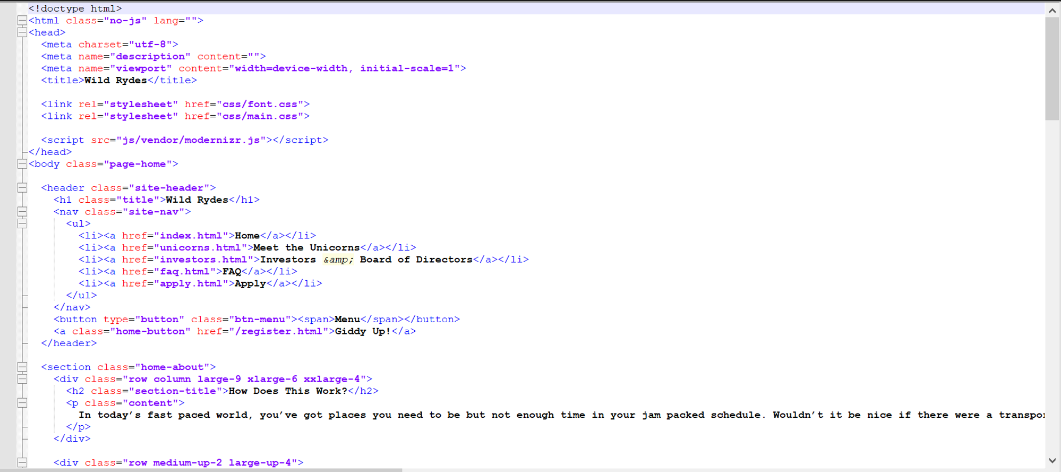 <!doctype html>
<html class="no-js" lang="">
<head>
<meta charset="utf-8">
<meta name="description" content="">
<meta name="viewport" content="width=device-width, initial-scale=1">
<title>Wild Rydes</title>
<link rel="stylesheet" href="css/font.css">
<link rel="stylesheet" href="css/main.css">
<script src="js/vendor/modernizr.js"></script>
</head>
<body class="page-home">
<header class="site-header">
<h1 class="title">Wild Rydes</h1>
<nav class="site-nav">
<ul>
<li><a href="index.html">Home</a></li>
<li><a href="unicorns.html">Meet the Unicorns</a></li>
<li><a href="investors.html">Investors &amp; Board of Directors</a></li>
<li><a href="faq.html">FAQ</a></li>
<li><a href="apply.html">Apply</a></li>
</ul>
</nav>
<button type="button" class="btn-menu"><span>Menu</span></button>
<a class="home-button" href="/register.html">Giddy Up!</a>
</header>
<section class="home-about">
<div class="row column large-9 xlarge-6 xxlarge-4">
<h2 class="section-title">How Does This Work?</h2>
<p class="content">
In today’s fast paced world, you’ve got places you need to be but not enough time in your jam packed schedule. Wouldn’t it be nice if there were a transpor
</p>
</div>
<div class="row medium-up-2 large-up-4">